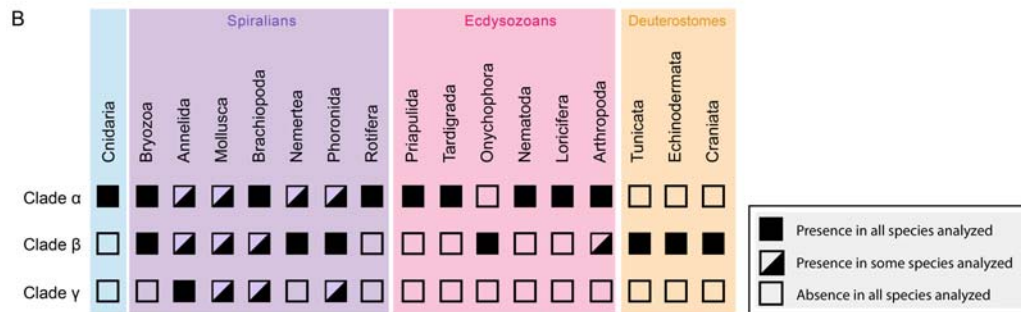 B
Spiralians
Ecdysozoans
Deuterostomes
Cnidaria
Bryozoa
Annelida
Mollusca
Brachiopoda
Nemertea
Phoronida
Rotifera
Priapulida
Tardigrada
Onychophora
Nematoda
Loricifera
Arthropoda
Tunicata
Echinodermata
Craniata
Clade α
Clade β
Clade γ
Presence in all species analyzed
Presence in some species analyzed
Absence in all species analyzed